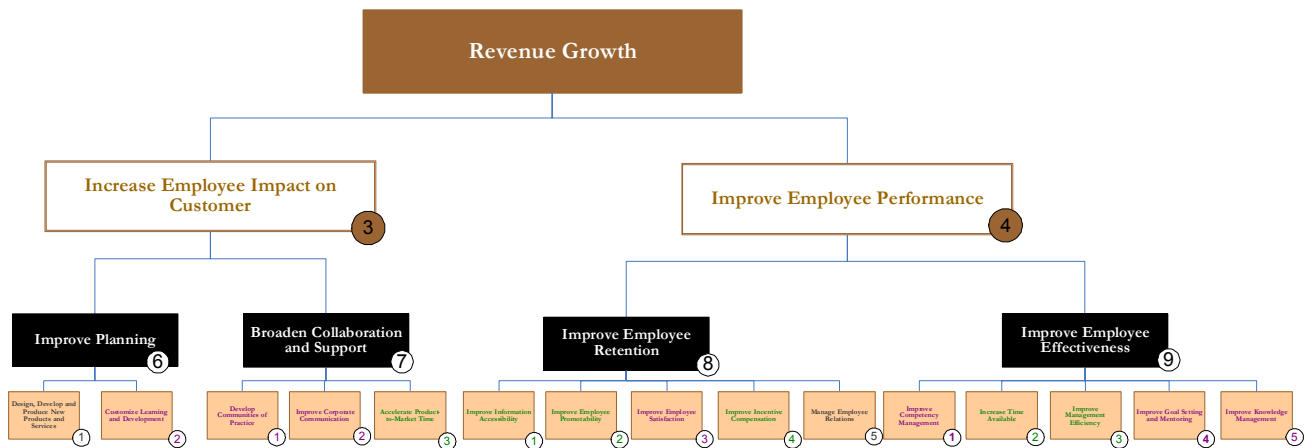 Revenue Growth
Increase Employee Impact on
Customer
3
Improve Employee Performance
4
Improve Planning
6
Broaden Collaboration
and Support
7
Improve Employee
Retention
8
Improve Employee
Effectiveness
9
Design, Develop and
Produce New
Products and
Services
1
Customize Learning
and Development
2
Develop
Communities of
Practice
1
Improve Corporate
Communication
2
Accelerate Product-
to-Market Time
3
Improve Information
Accessibility
1
Improve Employee
Promotability
2
Improve Employee
Satisfaction
3
Improve Incentive
Compensation
4
Manage Employee
Relations
5
Improve
Competency
Management
1
Increase Time
Available
2
Improve
Management
Efficiency
3
Improve Goal Setting
and Mentoring
4
Improve Knowledge
Management
5